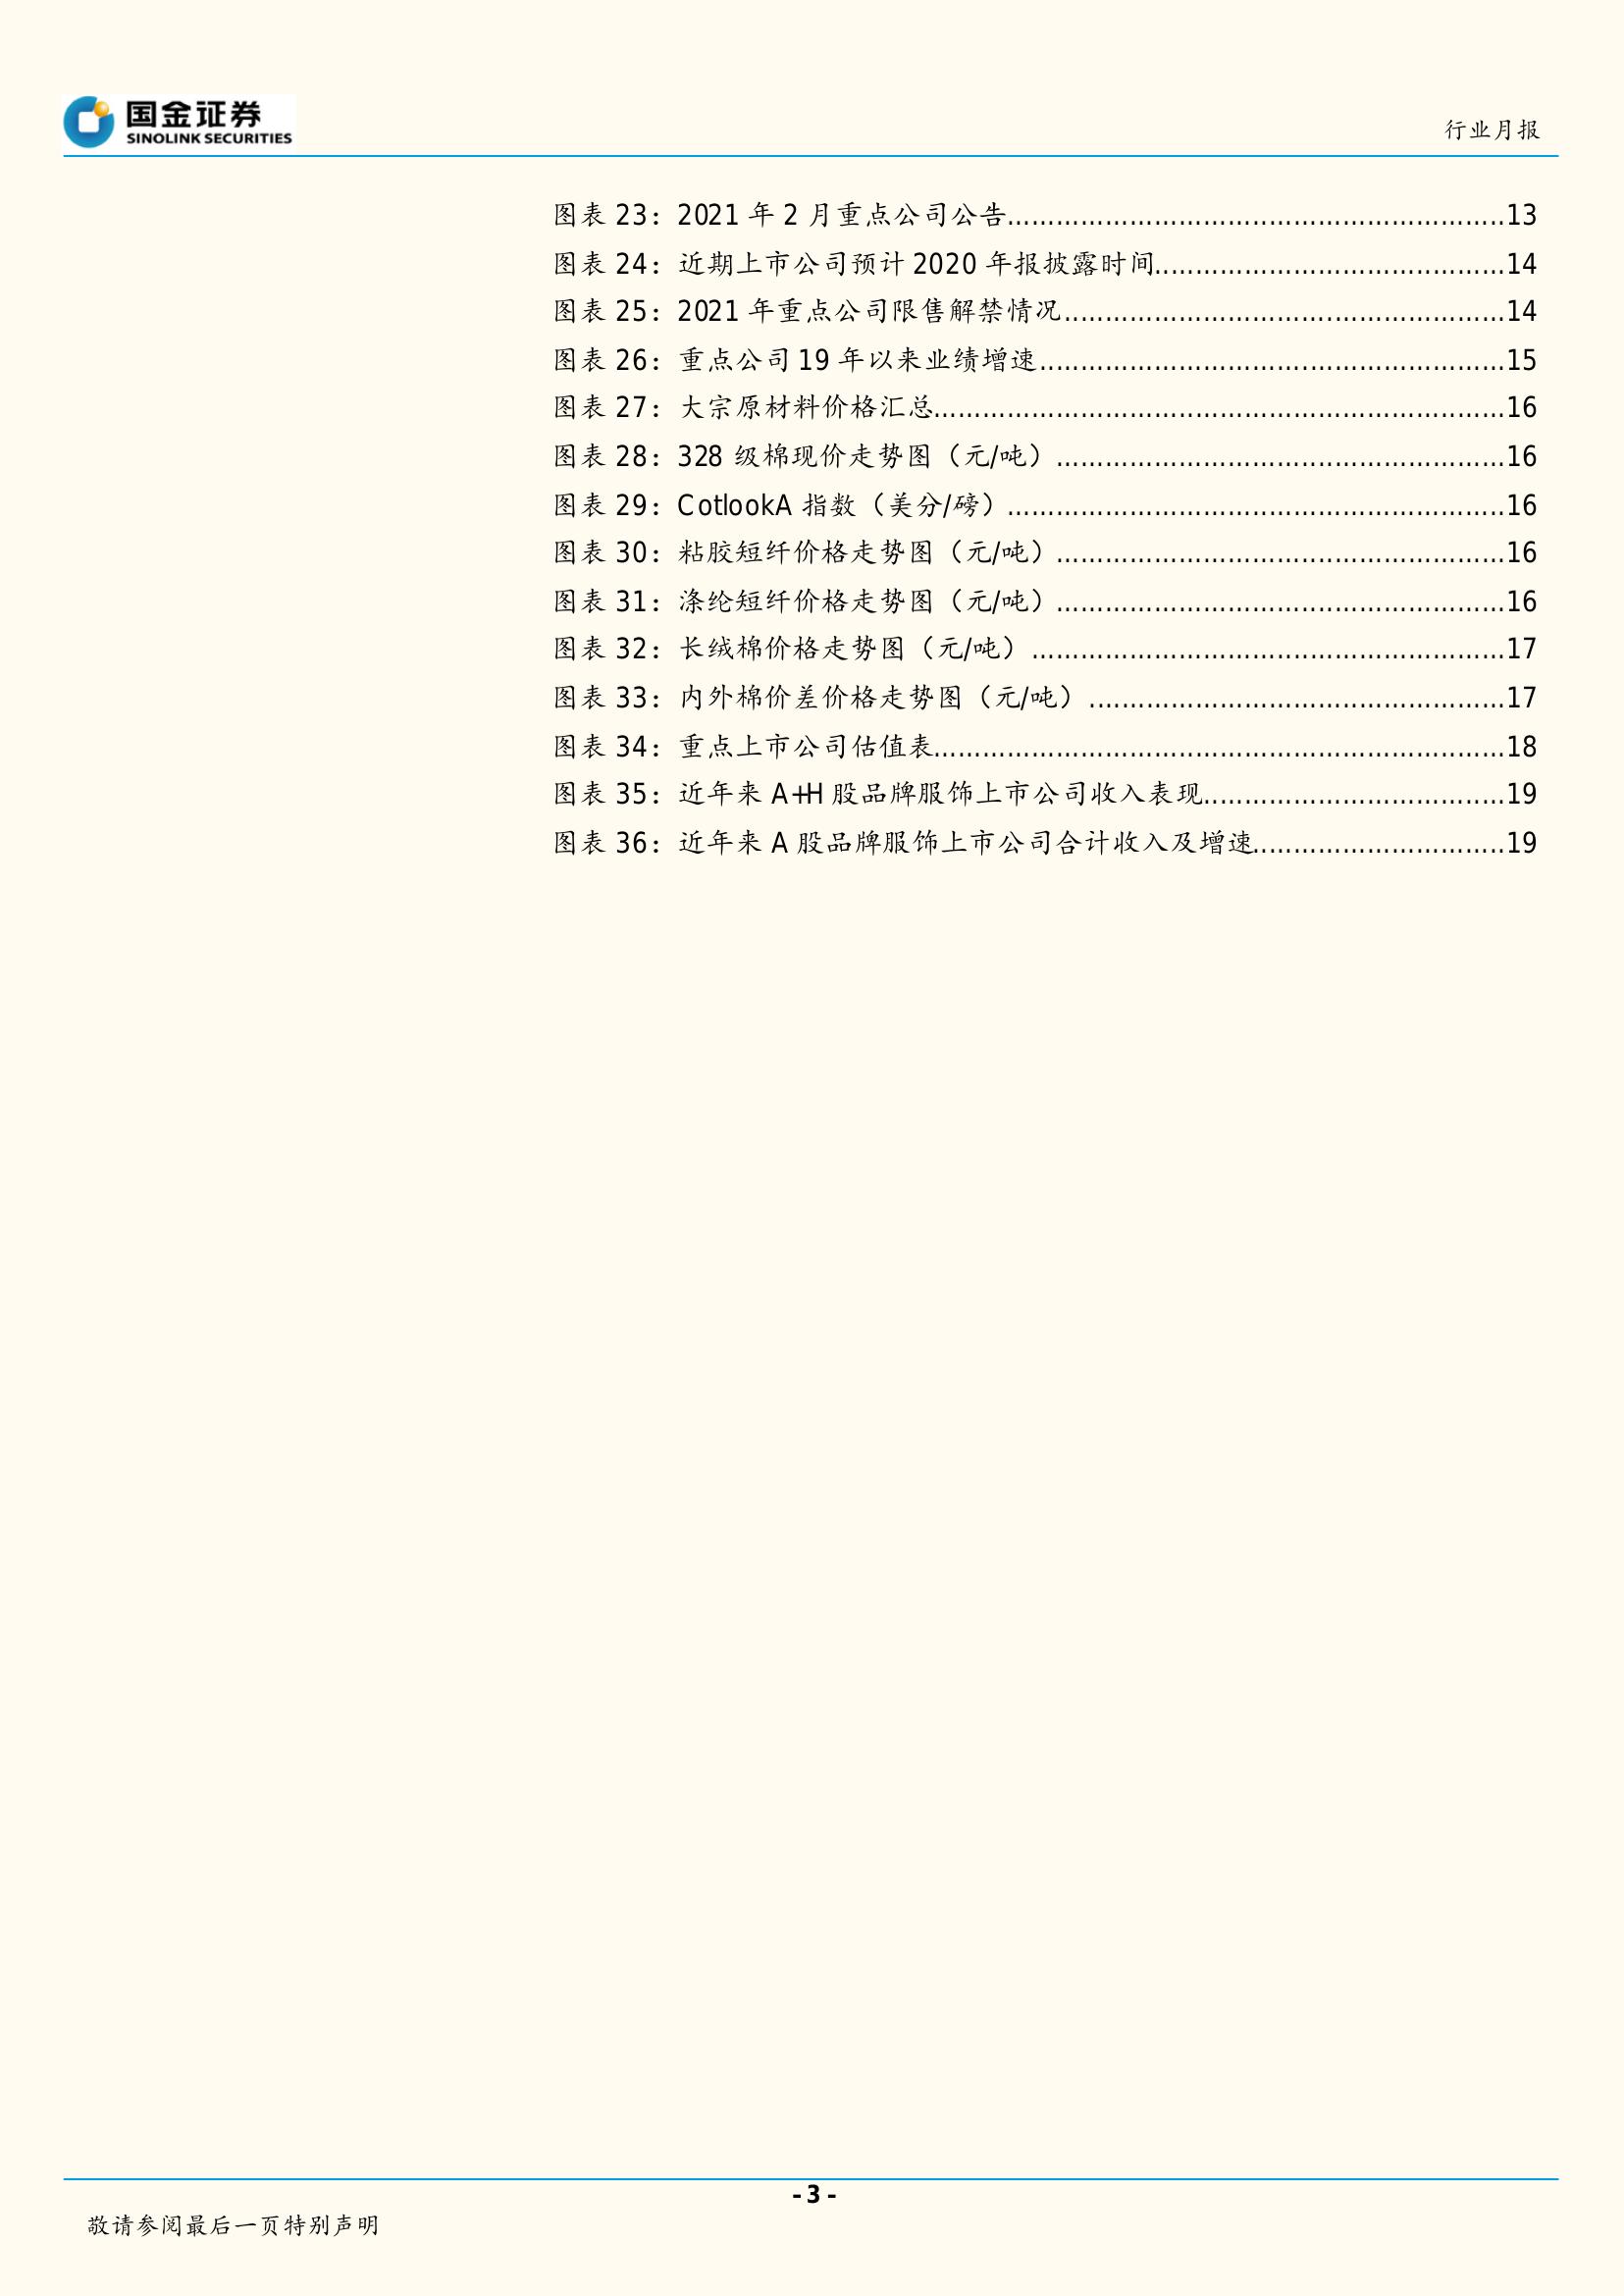 国金证券
SINOLINK SECURITIES
行业月报
图表 23：2021 年 2 月重点公司公告.............................................................13
图表 24：近期上市公司预计 2020 年报披露时间...........................................14
图表 25：2021 年重点公司限售解禁情况......................................................14
图表 26：重点公司 19 年以来业绩增速.........................................................15
图表 27：大宗原材料价格汇总......................................................................16
图表 28：328 级棉现价走势图（元/吨）.......................................................16
图表 29：CotlookA 指数（美分/磅）.............................................................16
图表 30：粘胶短纤价格走势图（元/吨）.......................................................16
图表 31：涤纶短纤价格走势图（元/吨）.......................................................16
图表 32：长绒棉价格走势图（元/吨）..........................................................17
图表 33：内外棉价差价格走势图（元/吨）...................................................17
图表 34：重点上市公司估值表......................................................................18
图表 35：近年来 A+H 股品牌服饰上市公司收入表现.....................................19
图表 36：近年来 A 股品牌服饰上市公司合计收入及增速...............................19
- 3 -
敬请参阅最后一页特别声明